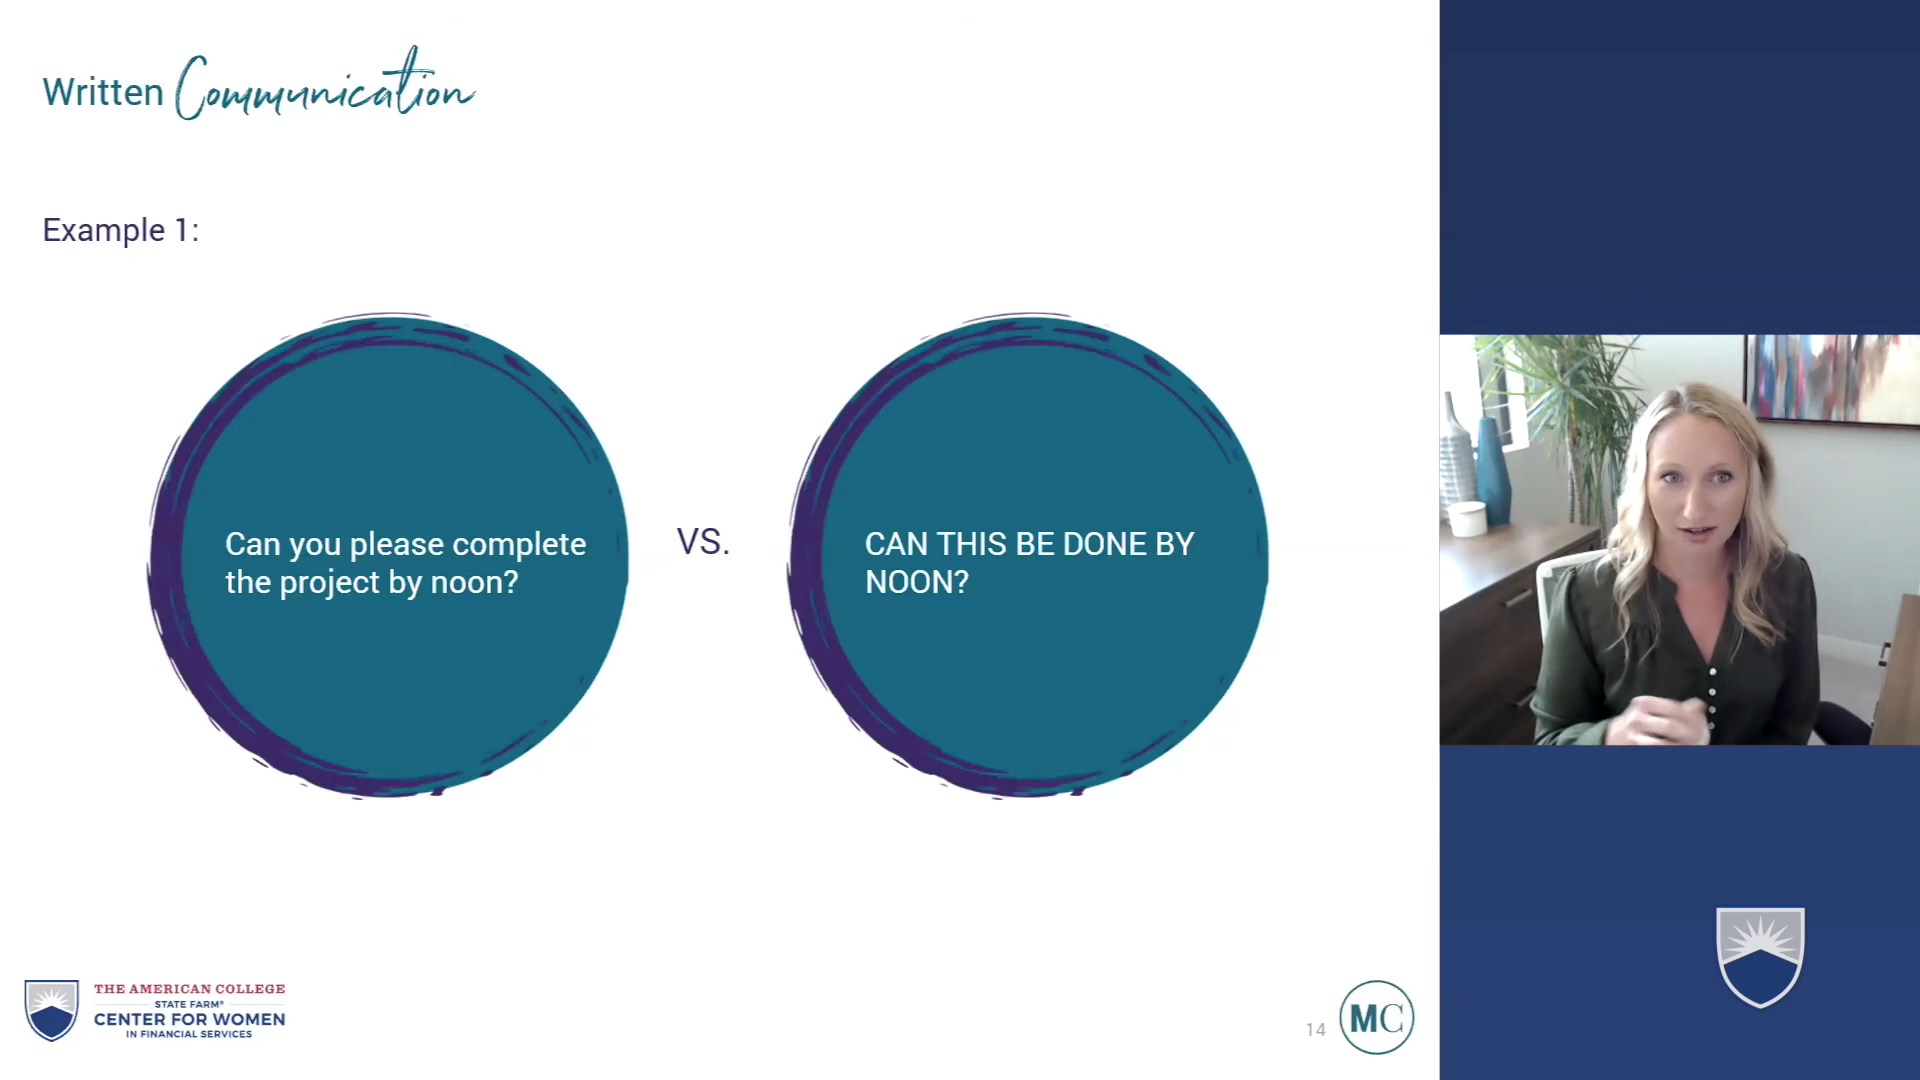 Written Communication
Example 1:
Can you please complete
the project by noon?
VS.
CAN THIS BE DONE BY
NOON?
THE AMERICAN COLLEGE
STATE FARM®
CENTER FOR WOMEN
IN FINANCIAL SERVICES
14
MC